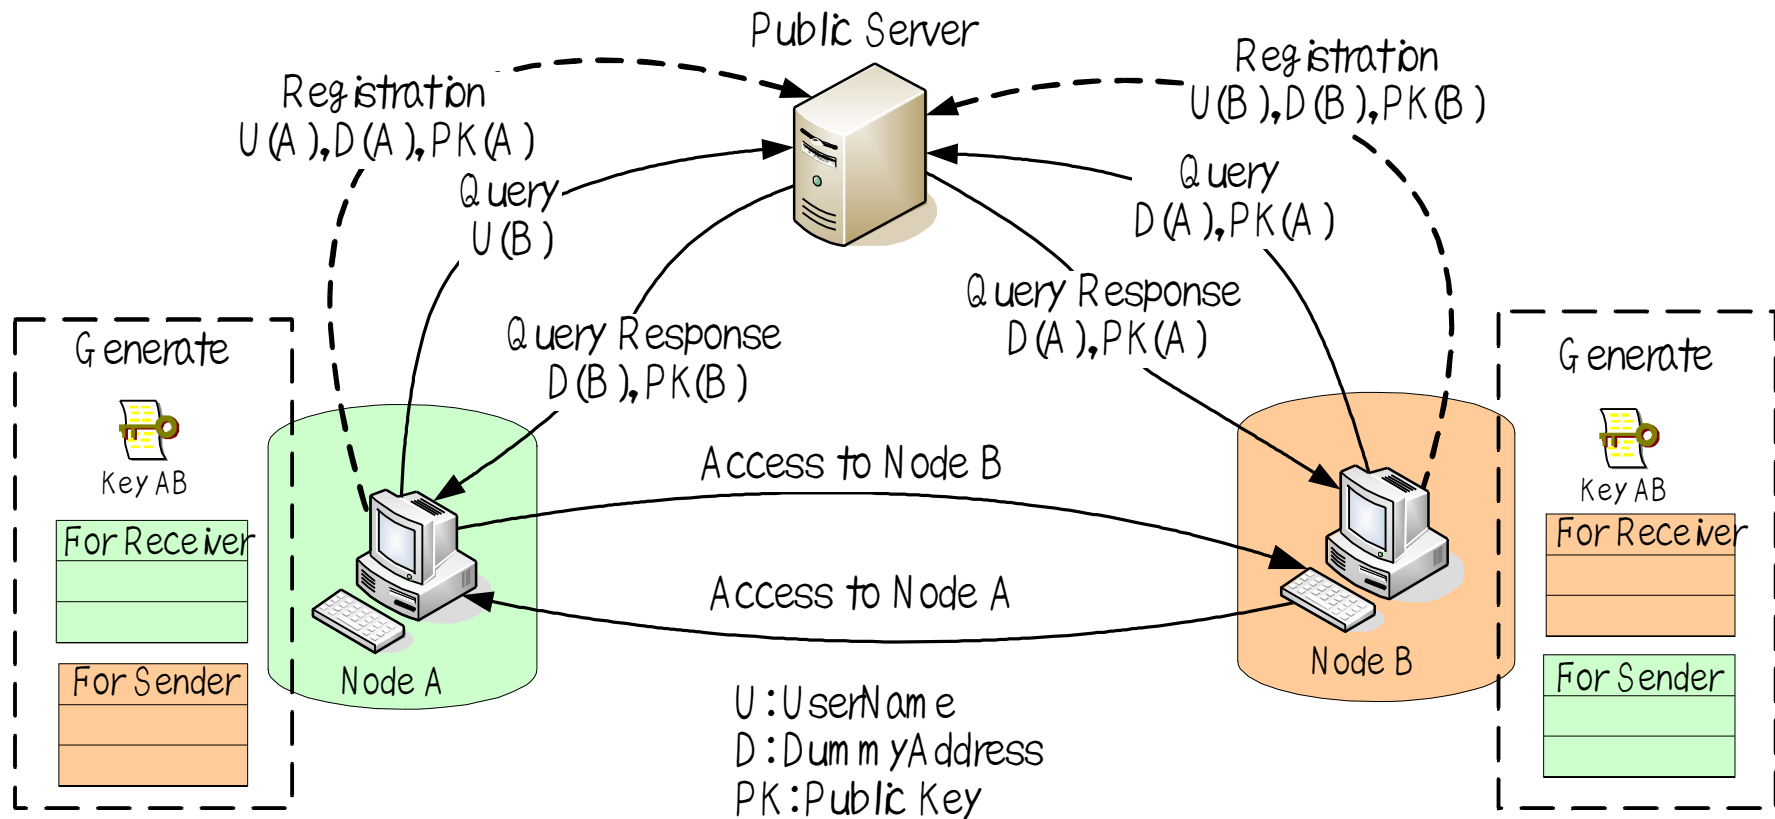 Public Server
Registration
U(A),D(A),PK(A)
Registration
U(B),D(B),PK(B)
Query
U(B)
Query
D(A),PK(A)
Query Response
D(B),PK(B)
Query Response
D(A),PK(A)
Generate
Key AB
For Receiver
For Sender
Node A
Access to Node B
Access to Node A
Node B
Generate
Key AB
For Receiver
For Sender
U:UserName
D:DummyAddress
PK:Public Key